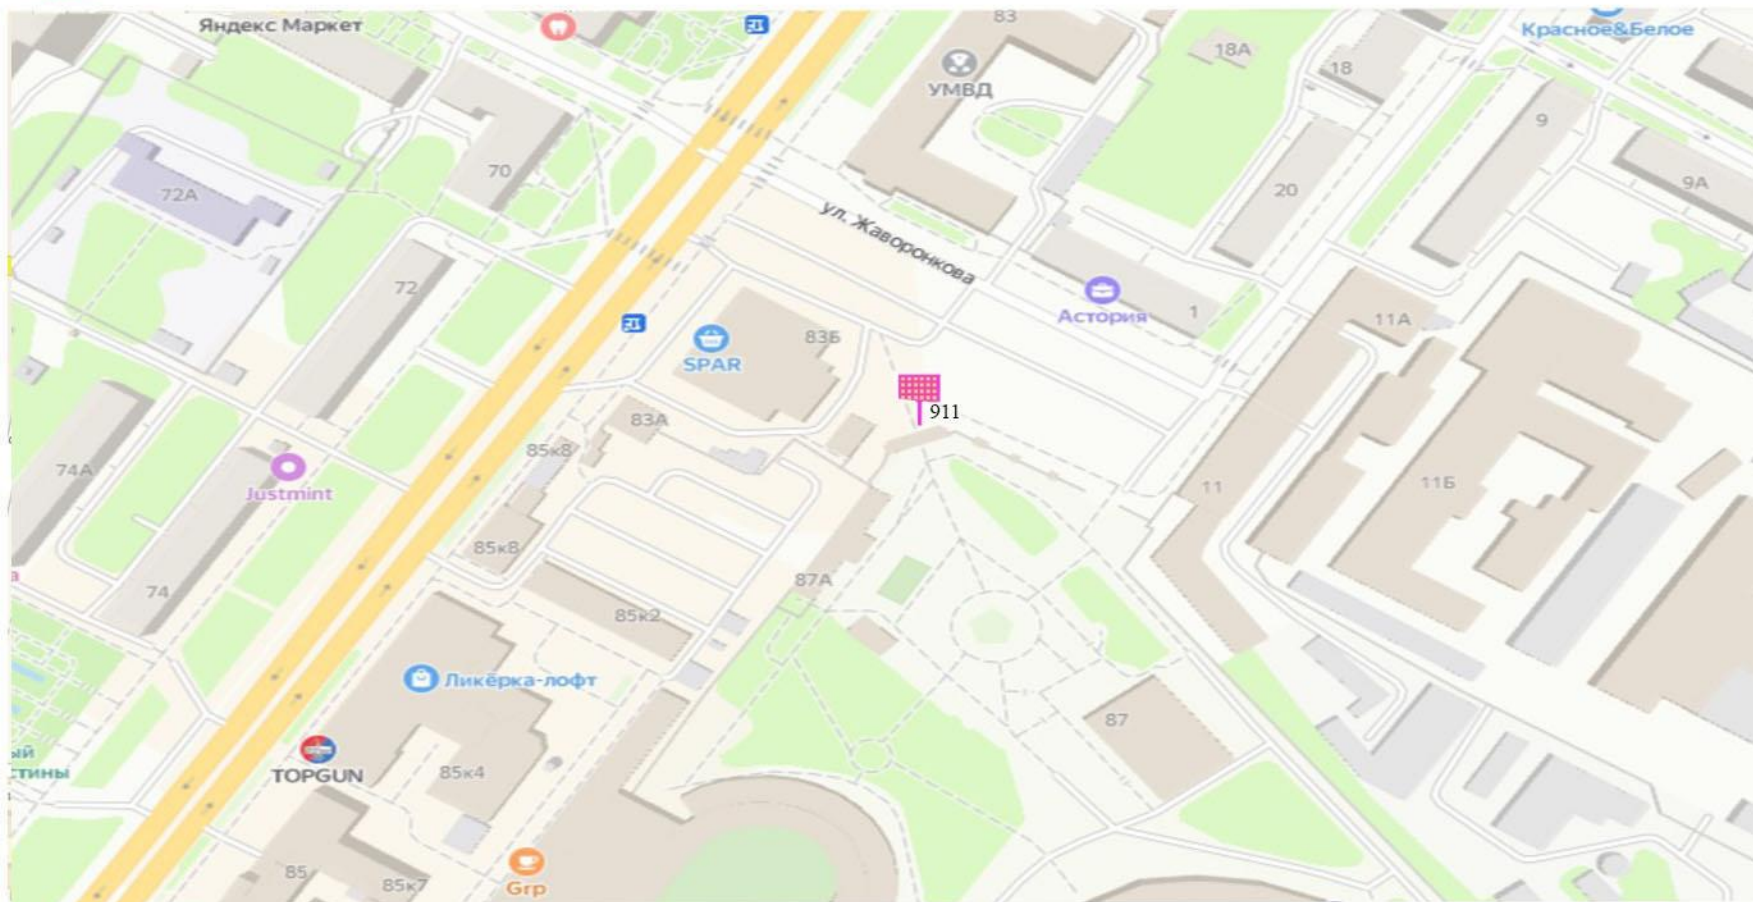 Яндекс Маркет
83
Красное&Белое
18А
18
УМВД
9
70
72А
20
9А
ул. Жаворонкова
72
Астория
1
11А
83Б
SPAR
911
83А
85к8
74А
Justmint
11
11Б
85к8
87А
74
85к2
Ликёрка-лофт
87
ый
стины
TOPGUN
85к4
Grp
85
85к7